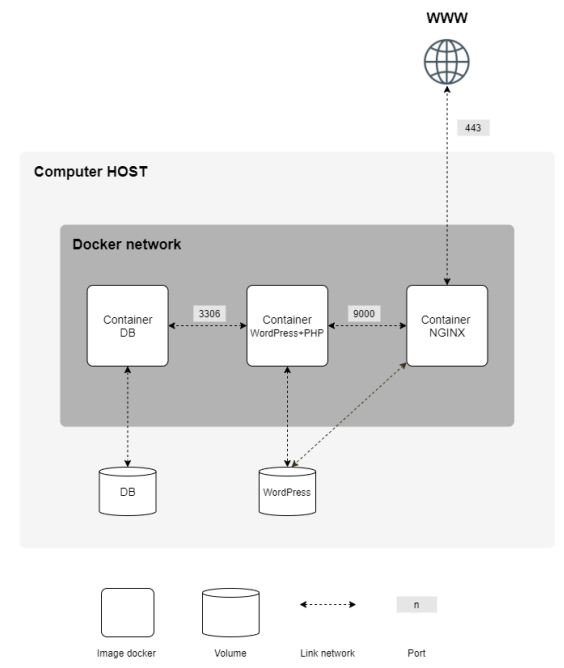 WWW
443
Computer HOST
Docker network
3306
9000
Container
DB
Container
WordPress+PHP
Container
NGINX
DB
WordPress
n
Image docker
Volume
Link network
Port